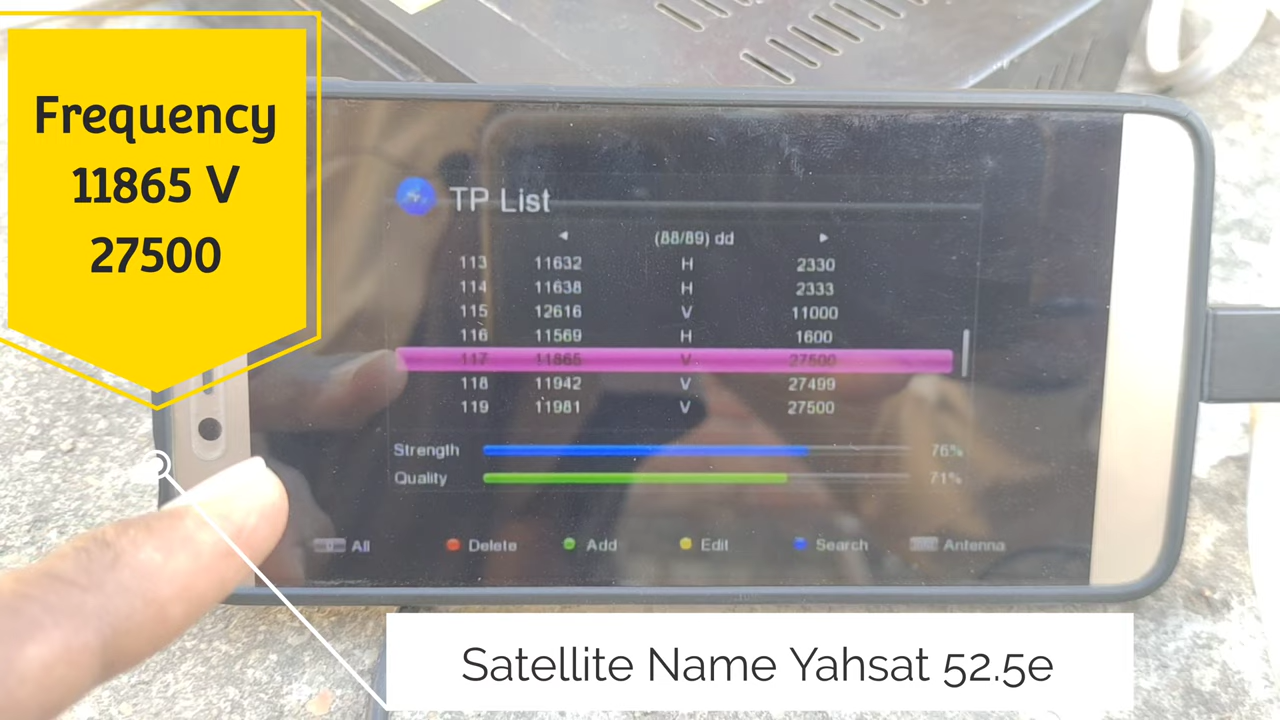 Frequency
11865 V
27500
TP List
(88/89) dd
113 11632 H 2330
114 11638 H 2333
115 12616 V 11000
116 11569 H 1600
117 11865 V 27500
118 11942 V 27499
119 11981 V 27500
Strength 76%
Quality 71%
All Delete Add Edit Search Antenna
Satellite Name Yahsat 52.5e